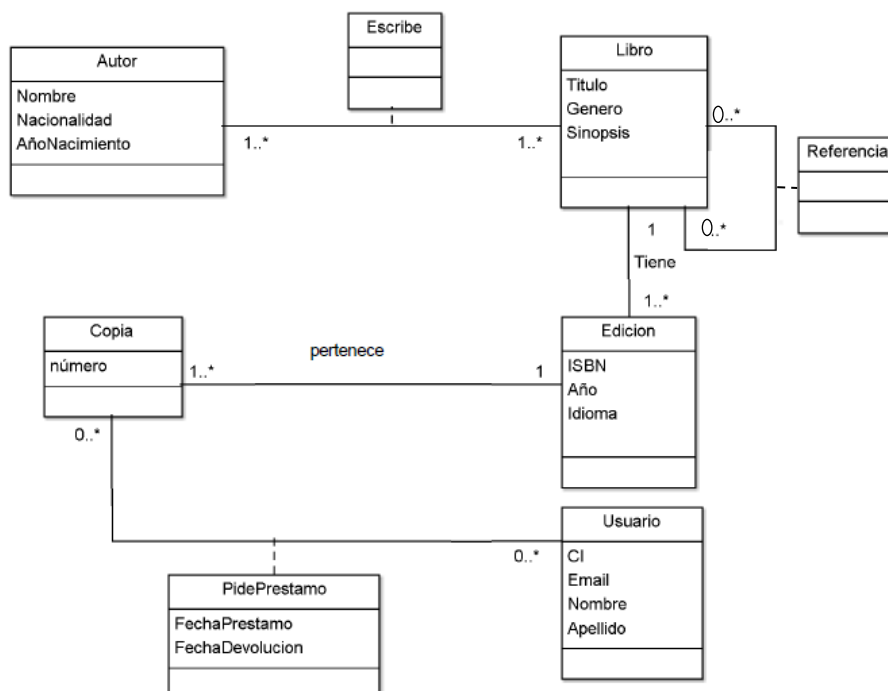 Escribe
Autor
Nombre
Nacionalidad
AñoNacimiento
1..*
1..*
Libro
Titulo
Genero
Sinopsis
0..*
0..*
Referencia
1
Tiene
1..*
Copia
número
1..*
pertenece
1
Edicion
ISBN
Año
Idioma
0..*
0..*
Usuario
CI
Email
Nombre
Apellido
PidePrestamo
FechaPrestamo
FechaDevolucion